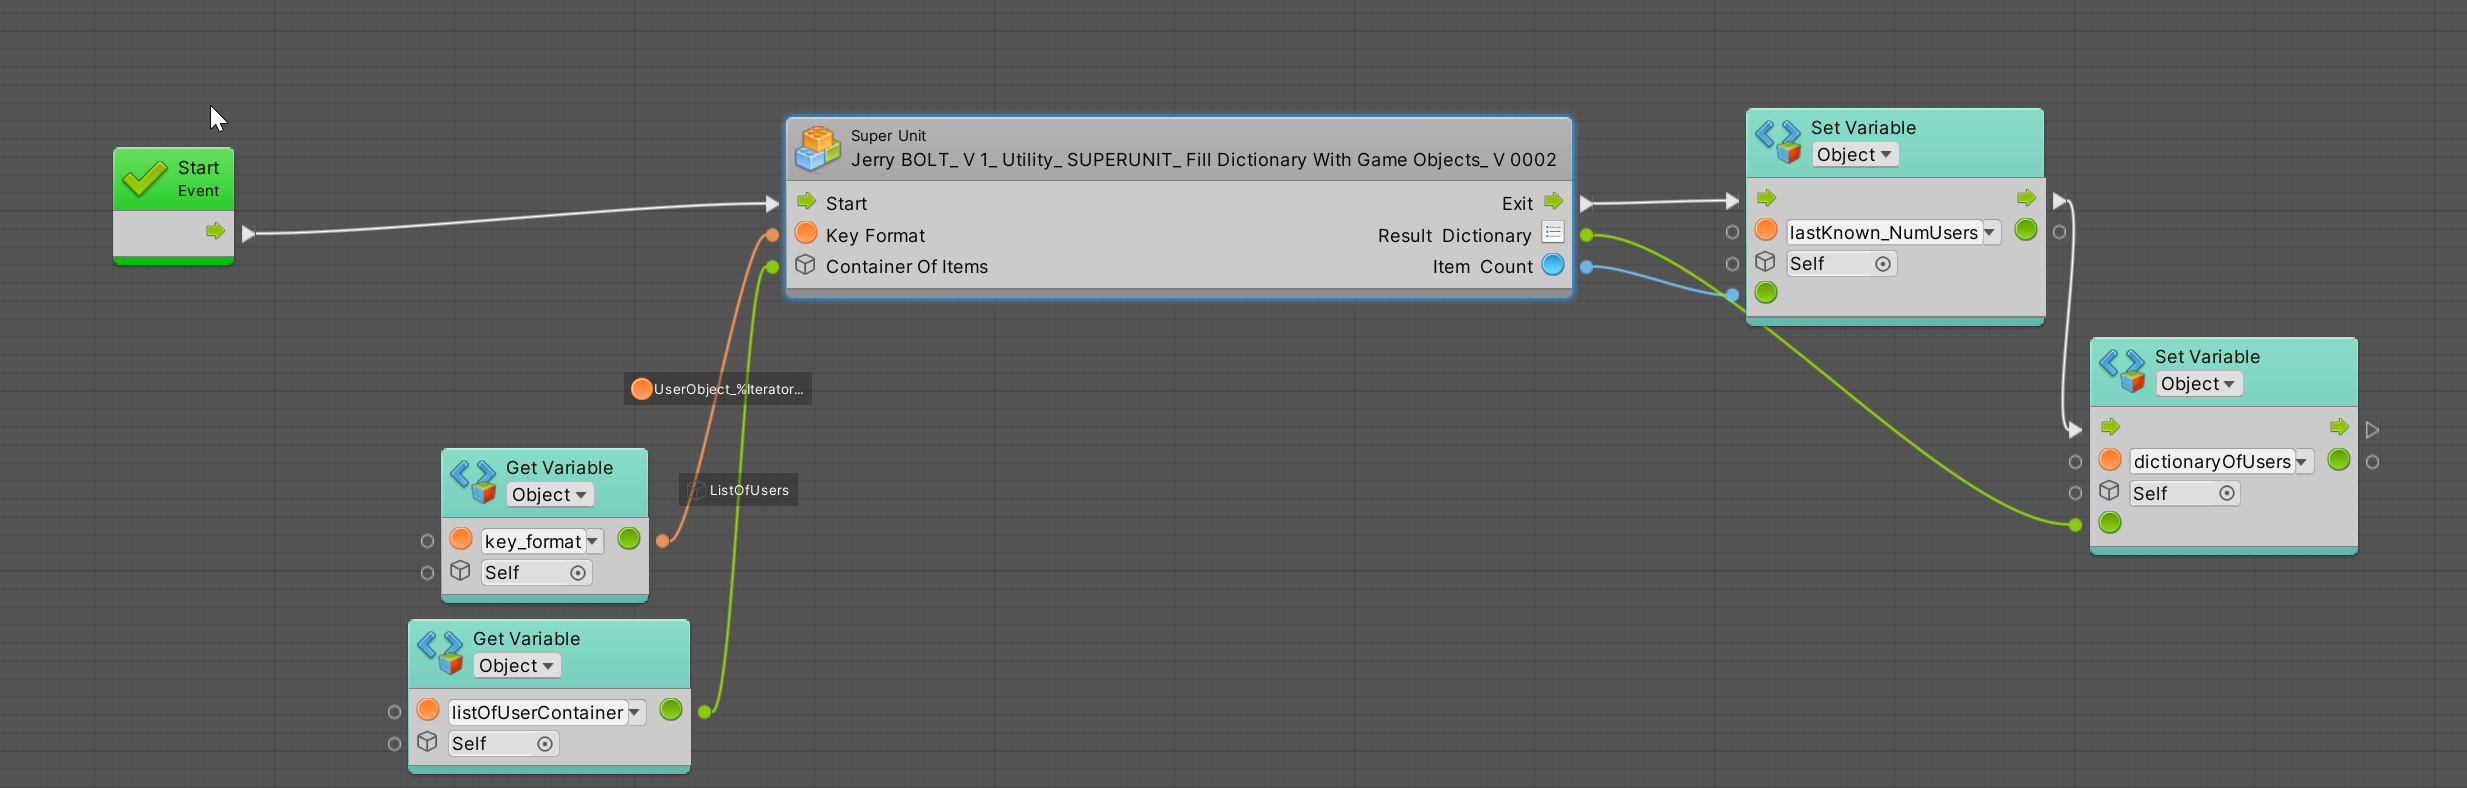 Start
Event
Super Unit
Jerry BOLT_ V 1_ Utility_ SUPERUNIT_ Fill Dictionary With Game Objects_ V 0002
Start
Exit
Key Format
Result Dictionary
Container Of Items
Item Count
Set Variable
Object
lastKnown_NumUsers
Self
Set Variable
Object
dictionaryOfUsers
Self
UserObject_%Iterator...
ListOfUsers
Get Variable
Object
key_format
Self
Get Variable
Object
listOfUserContainer
Self